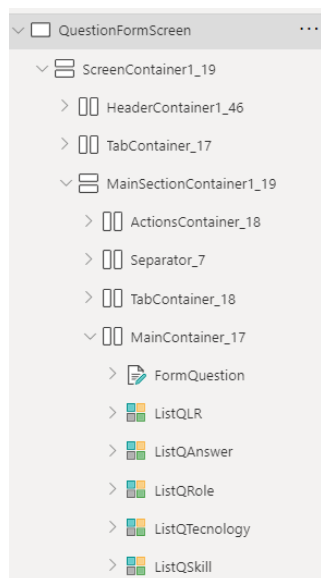 QuestionFormScreen
ScreenContainer1_19
HeaderContainer1_46
TabContainer_17
MainSectionContainer1_19
ActionsContainer_18
Separator_7
TabContainer_18
MainContainer_17
FormQuestion
ListQLR
ListQAnswer
ListQRole
ListQTecnology
ListQSkill